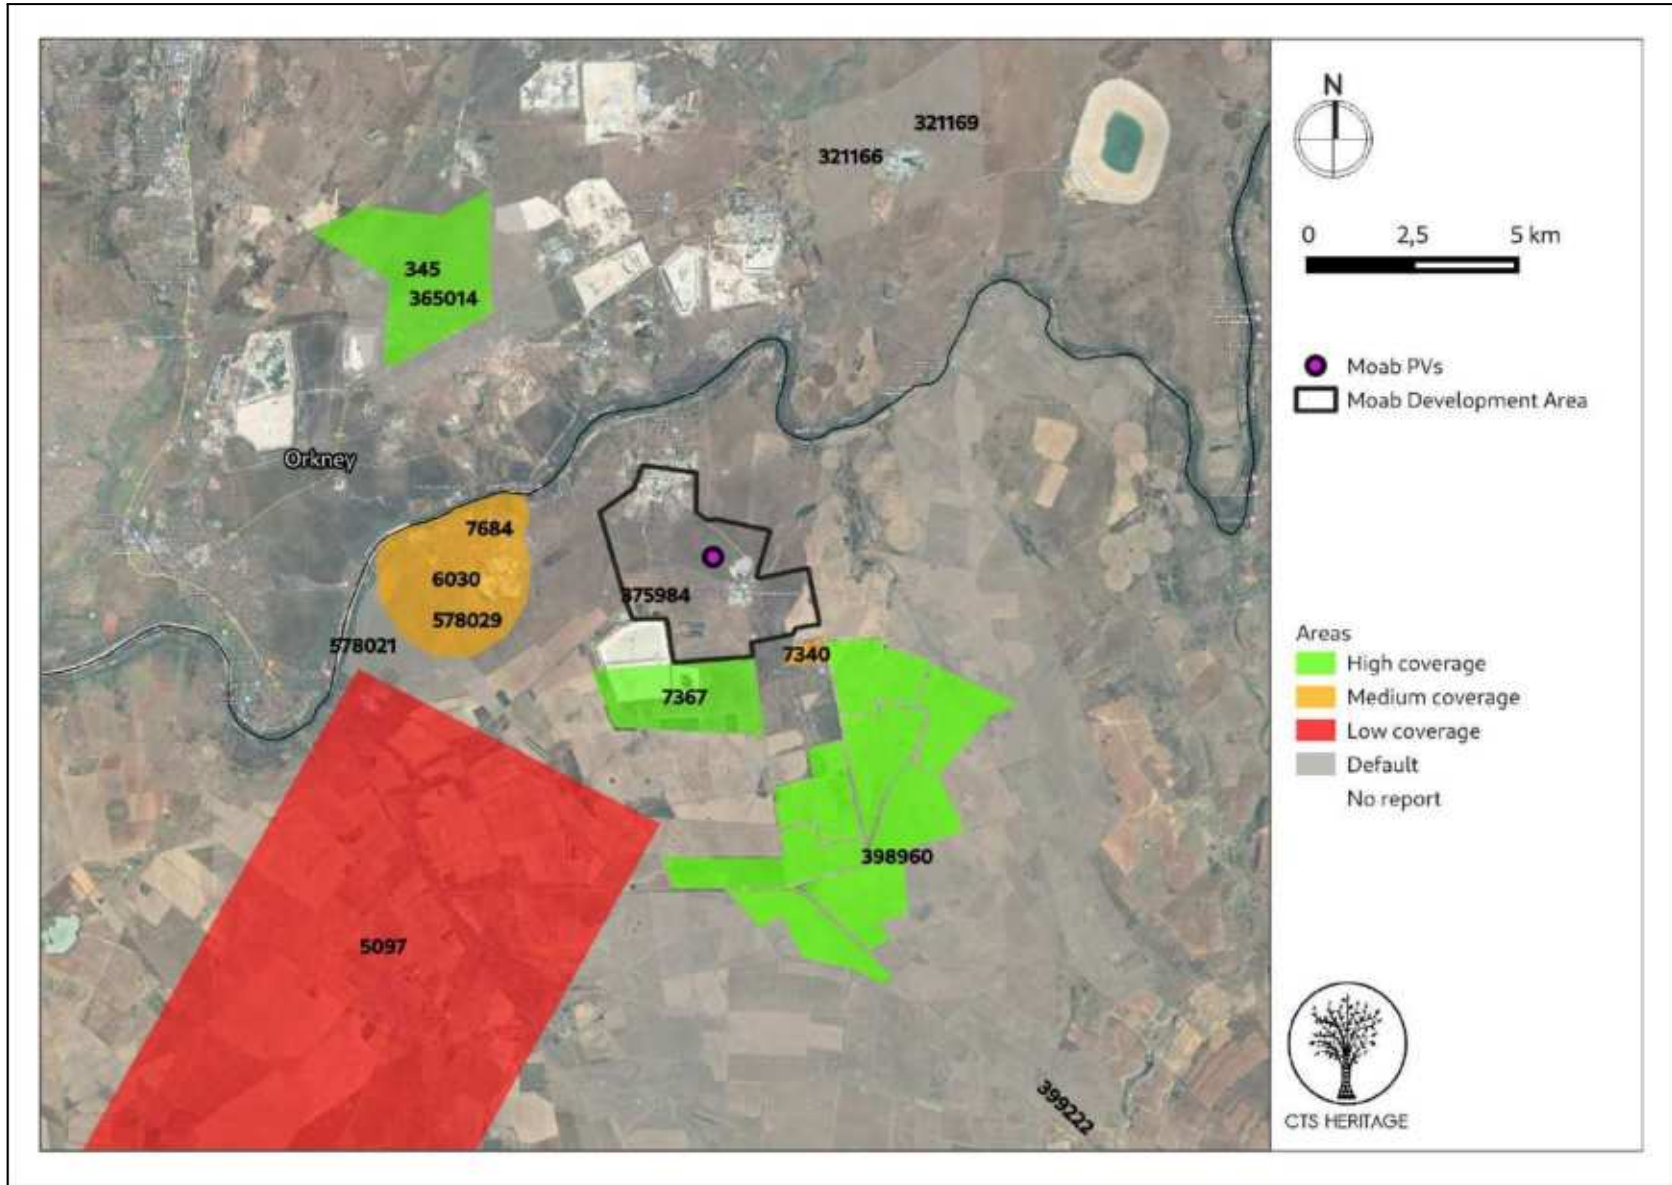 321169
321166
345
365014
Orkney
7684
6030
578029
578021
375984
7340
7367
398960
5097
399222
N
0 2,5 5 km
Moab PVs
Moab Development Area
Areas
High coverage
Medium coverage
Low coverage
Default
No report
CTS HERITAGE